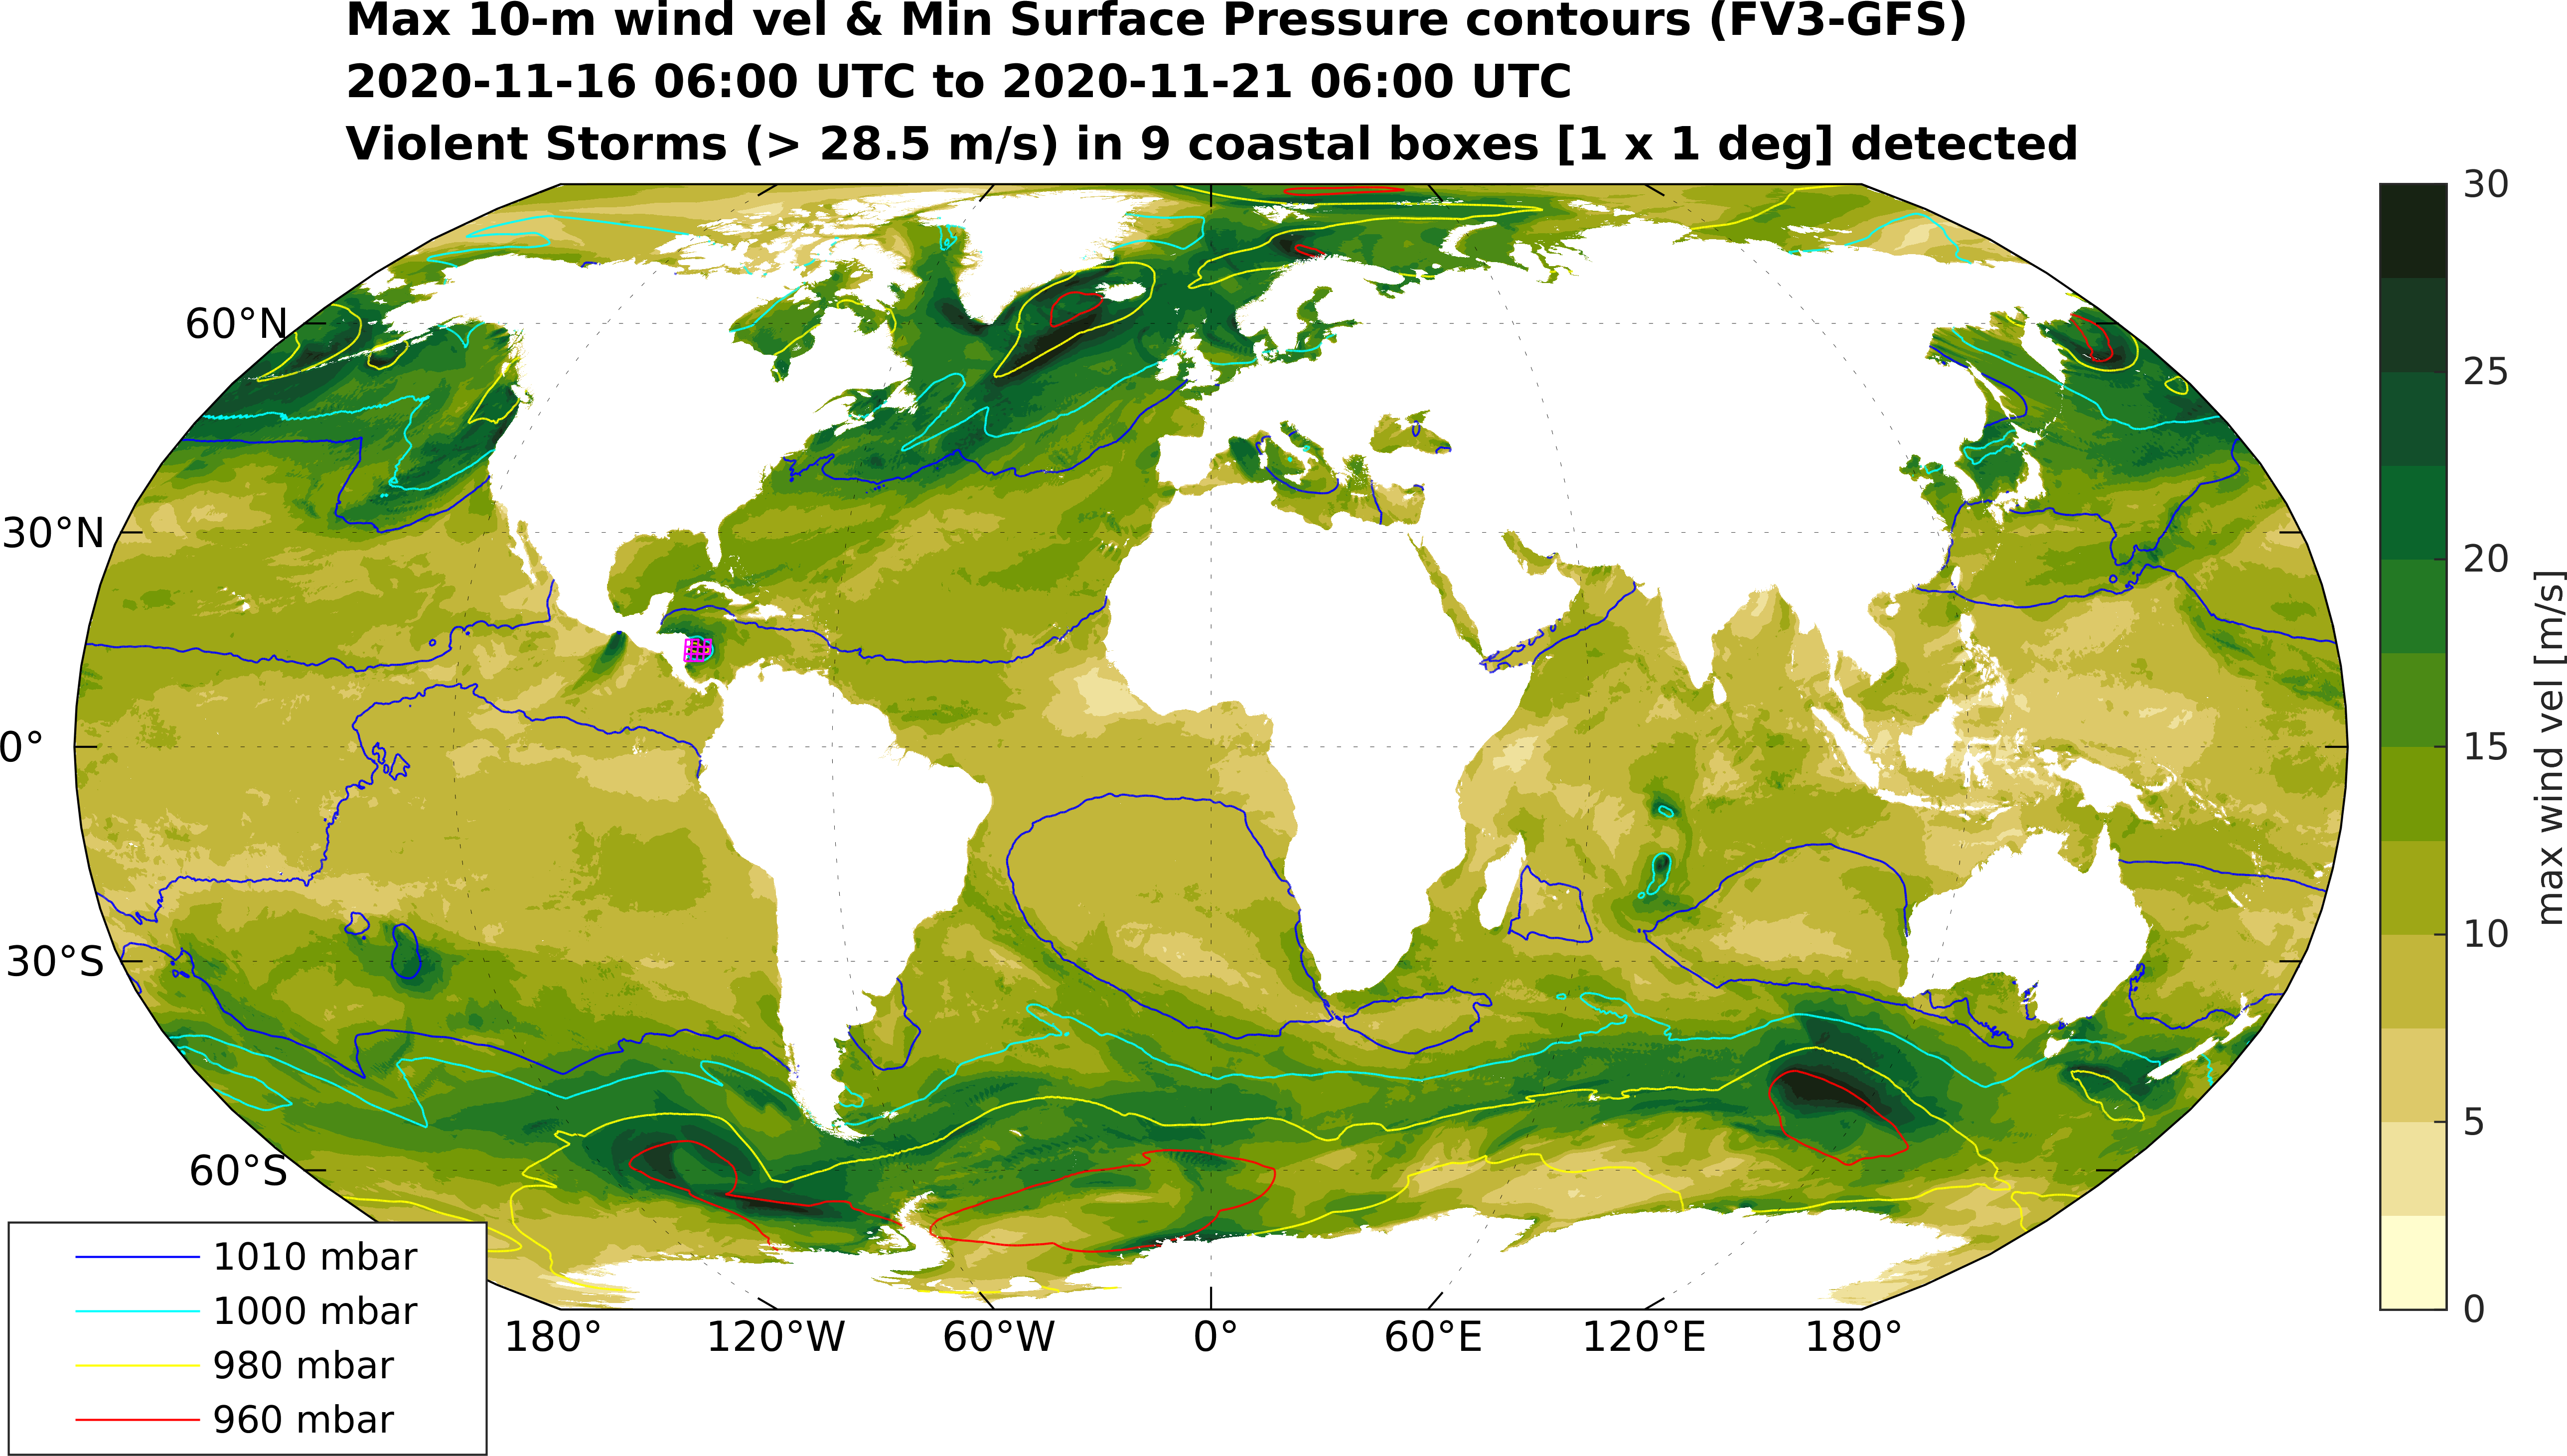 Max 10-m wind vel & Min Surface Pressure contours (FV3-GFS)
2020-11-16 06:00 UTC to 2020-11-21 06:00 UTC
Violent Storms (> 28.5 m/s) in 9 coastal boxes [1 x 1 deg] detected
60°N
30°N
0°
30°S
60°S
180°
120°W
60°W
0°
60°E
120°E
180°
1010 mbar
1000 mbar
980 mbar
960 mbar
30
25
20
15
10
5
0
max wind vel [m/s]